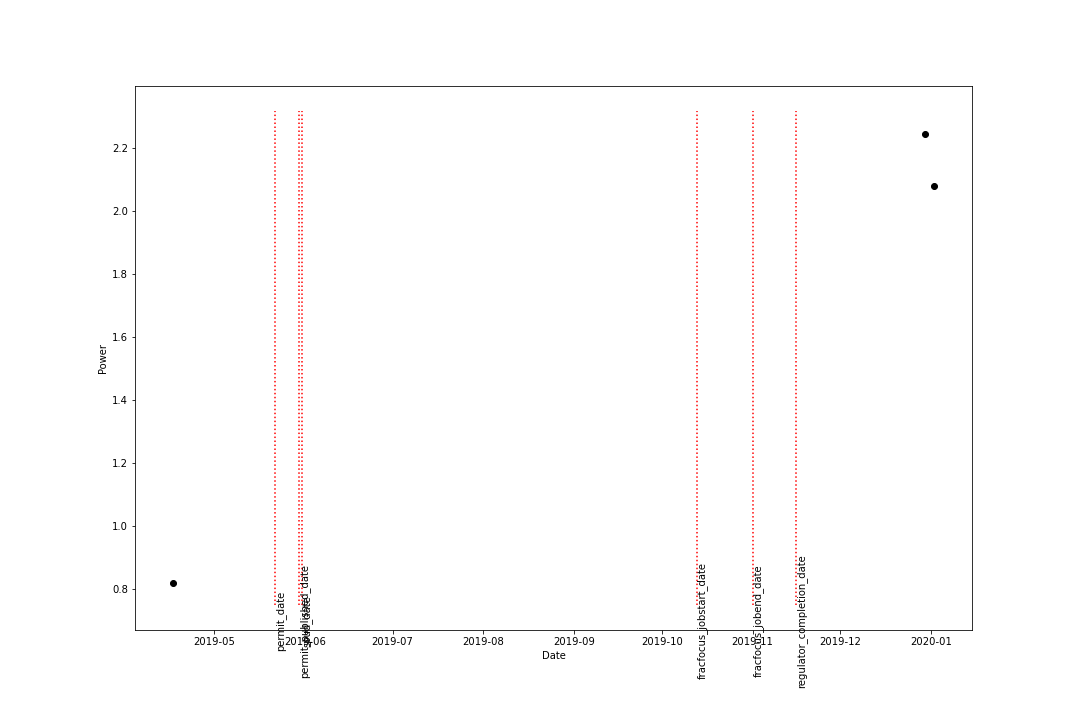 2.2
2.0
1.8
1.6
1.4
1.2
1.0
0.8
Power
2019-05
2019-06
2019-07
2019-08
2019-09
2019-10
2019-11
2019-12
2020-01
Date
permit_date
permit_published_date
fracfocus_jobstart_date
fracfocus_jobend_date
regulator_completion_date